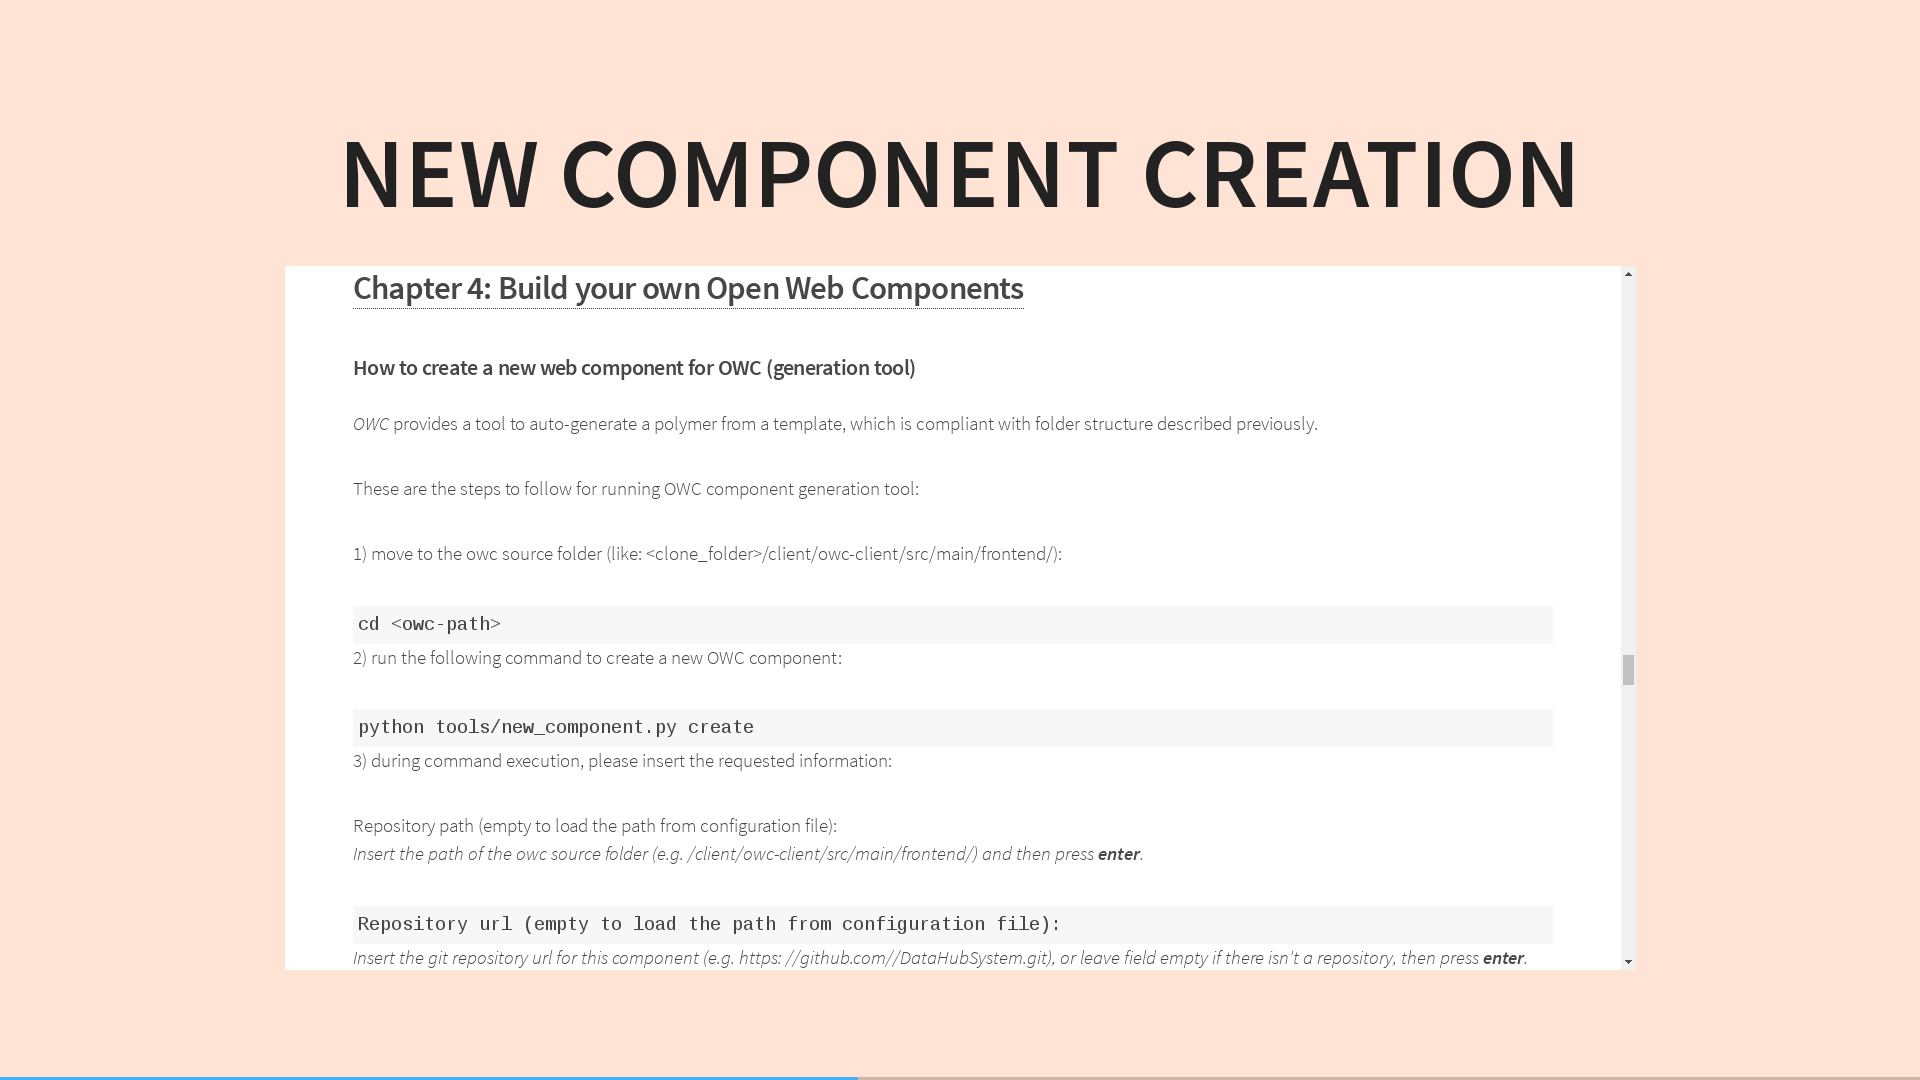 NEW COMPONENT CREATION
Chapter 4: Build your own Open Web Components
How to create a new web component for OWC (generation tool)
OWC provides a tool to auto-generate a polymer from a template, which is compliant with folder structure described previously.
These are the steps to follow for running OWC component generation tool:
1) move to the owc source folder (like: <clone_folder>/client/owc-client/src/main/frontend/):
cd <owc-path>
2) run the following command to create a new OWC component:
python tools/new_component.py create
3) during command execution, please insert the requested information:
Repository path (empty to load the path from configuration file):
Insert the path of the owc source folder (e.g. /client/owc-client/src/main/frontend/) and then press enter.
Repository url (empty to load the path from configuration file):
Insert the git repository url for this component (e.g. https: //github.com//DataHubSystem.git), or leave field empty if there isn't a repository, then press enter.